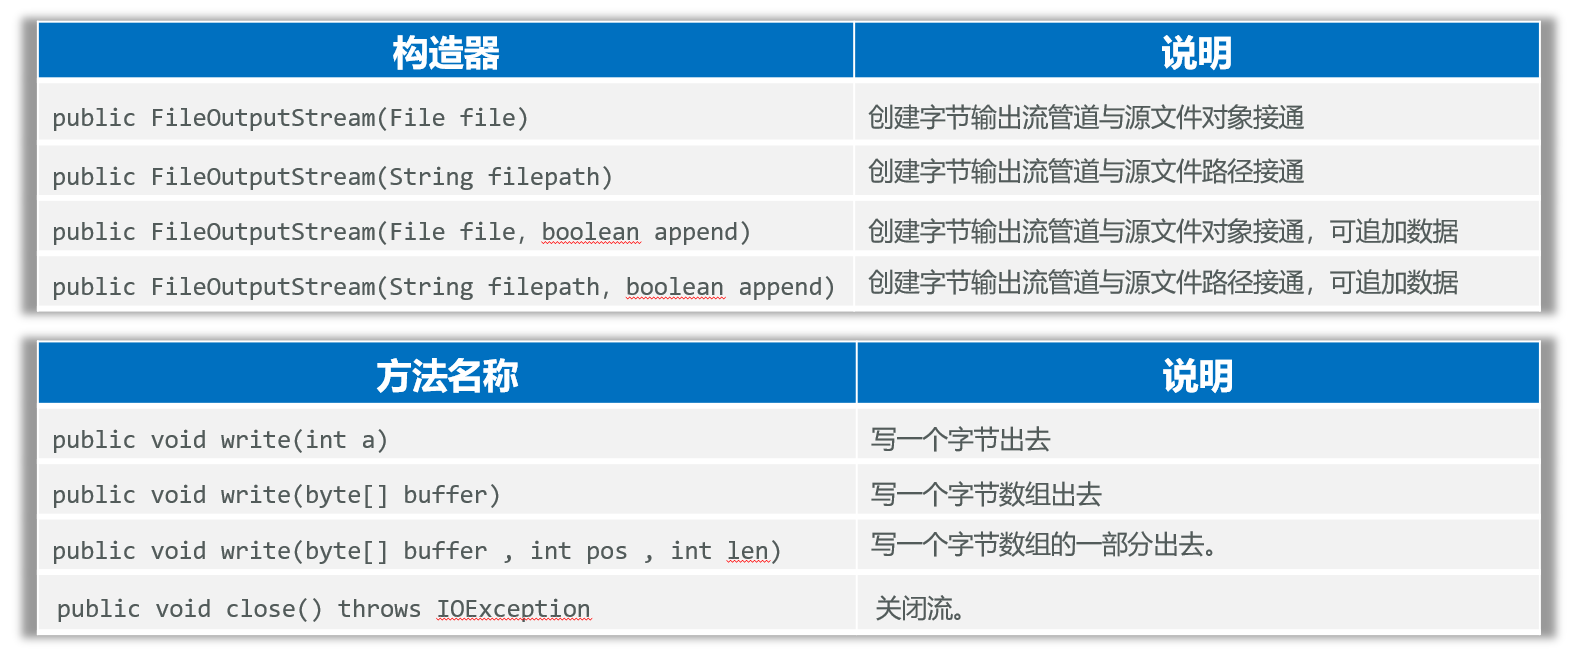 构造器 说明
public FileOutputStream(File file) 创建字节输出流管道与源文件对象接通
public FileOutputStream(String filepath) 创建字节输出流管道与源文件路径接通
public FileOutputStream(File file, boolean append) 创建字节输出流管道与源文件对象接通，可追加数据
public FileOutputStream(String filepath, boolean append) 创建字节输出流管道与源文件路径接通，可追加数据
方法名称 说明
public void write(int a) 写一个字节出去
public void write(byte[] buffer) 写一个字节数组出去
public void write(byte[] buffer , int pos , int len) 写一个字节数组的一部分出去。
public void close() throws IOException 关闭流。